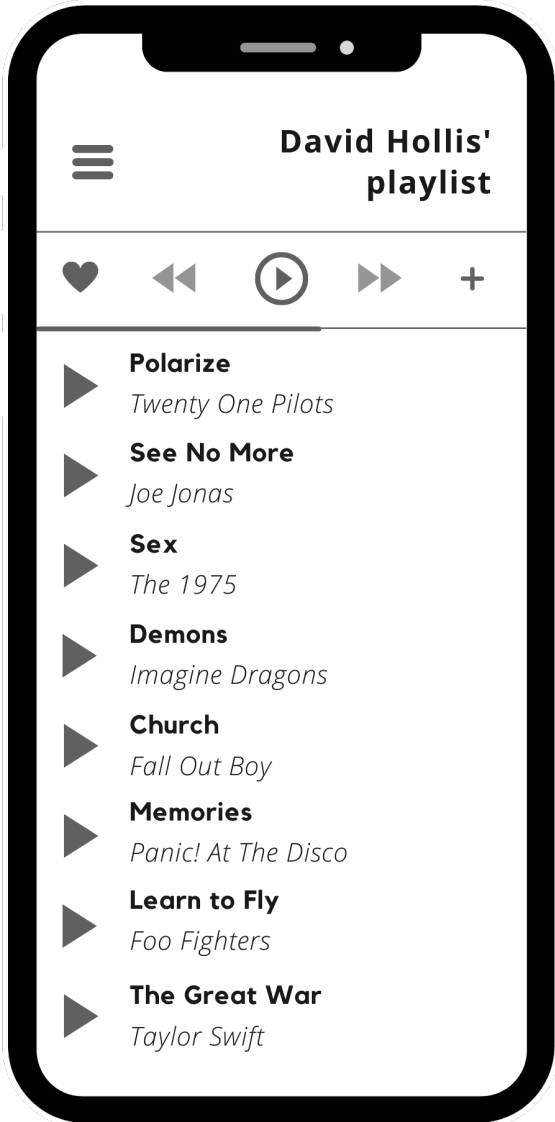 David Hollis'
playlist
Polarize
Twenty One Pilots
See No More
Joe Jonas
Sex
The 1975
Demons
Imagine Dragons
Church
Fall Out Boy
Memories
Panic! At The Disco
Learn to Fly
Foo Fighters
The Great War
Taylor Swift